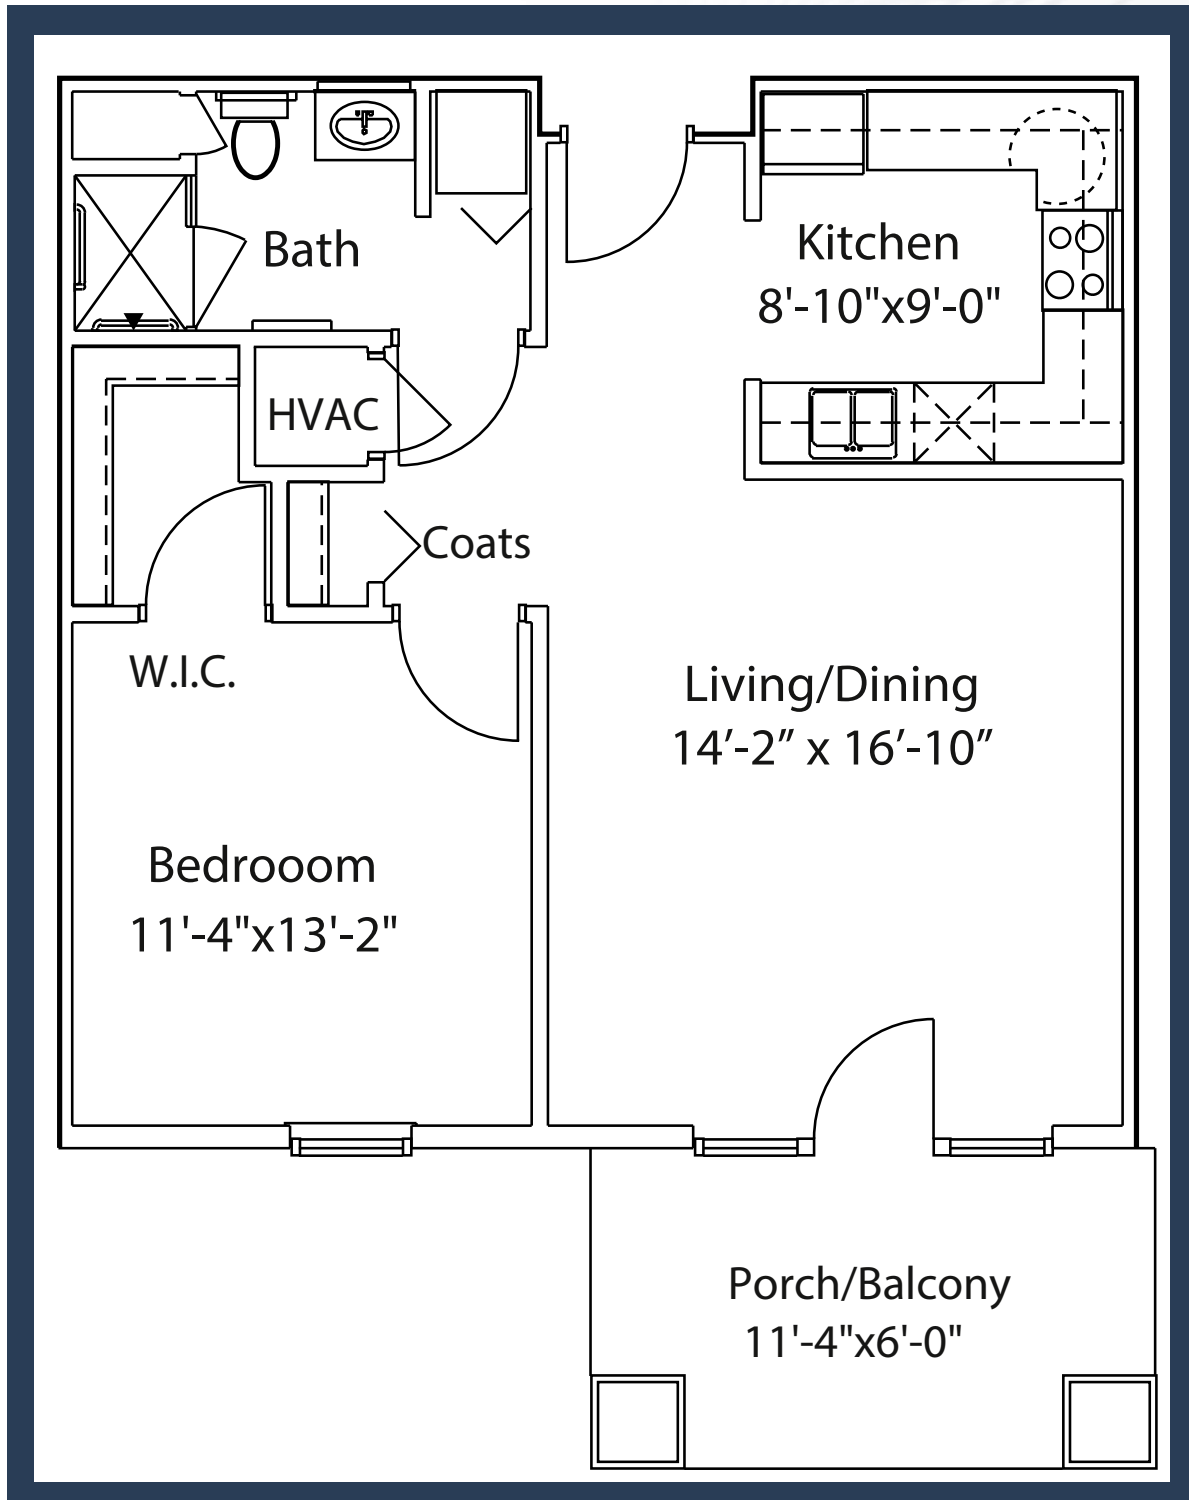 Bath
Kitchen
8'-10"x9'-0"
HVAC
Coats
W.I.C.
Living/Dining
14’-2” x 16’-10”
Bedrooom
11'-4"x13'-2"
Porch/Balcony
11'-4"x6'-0"